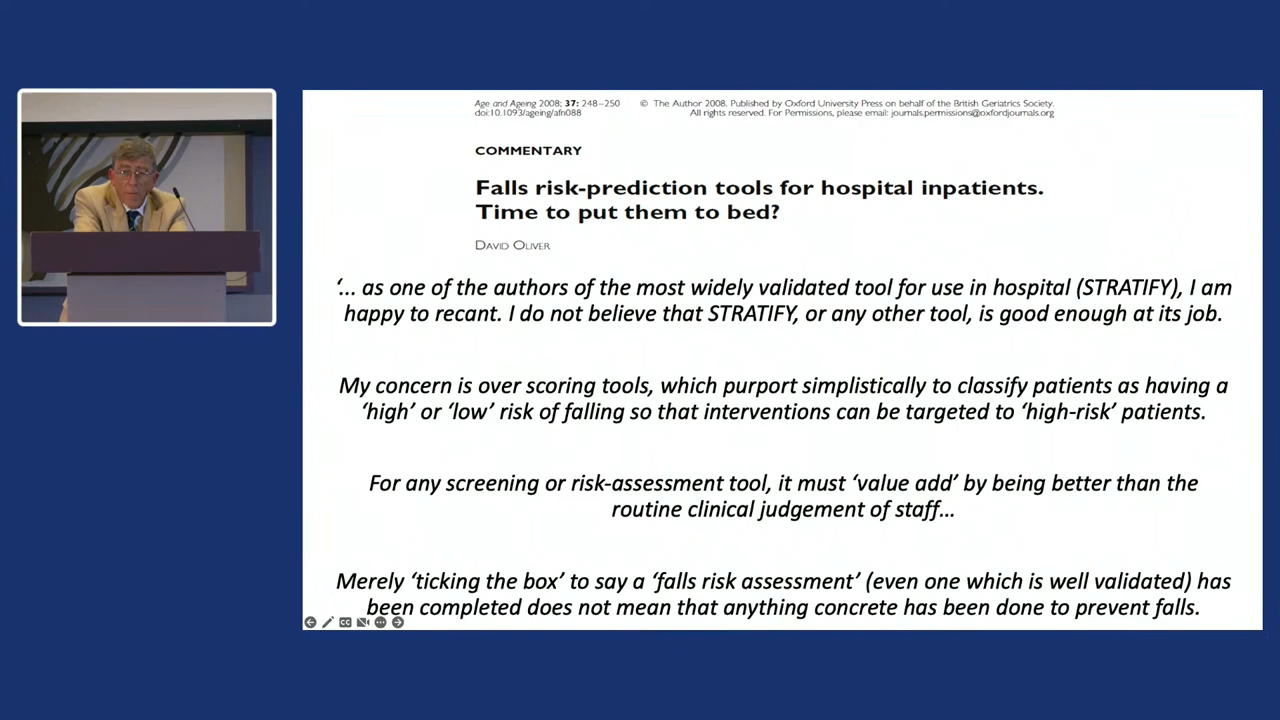 Age and Ageing 2008; 37: 248–250 © The Author 2008. Published by Oxford University Press on behalf of the British Geriatrics Society.
doi:10.1093/ageing/afn088 All rights reserved. For Permissions, please email: journals.permissions@oxfordjournals.org
COMMENTARY
Falls risk-prediction tools for hospital inpatients.
Time to put them to bed?
DAVID OLIVER
‘... as one of the authors of the most widely validated tool for use in hospital (STRATIFY), I am
happy to recant. I do not believe that STRATIFY, or any other tool, is good enough at its job.
My concern is over scoring tools, which purport simplistically to classify patients as having a
‘high’ or ‘low’ risk of falling so that interventions can be targeted to ‘high-risk’ patients.
For any screening or risk-assessment tool, it must ‘value add’ by being better than the
routine clinical judgement of staff…
Merely ‘ticking the box’ to say a ‘falls risk assessment’ (even one which is well validated) has
been completed does not mean that anything concrete has been done to prevent falls.
CC